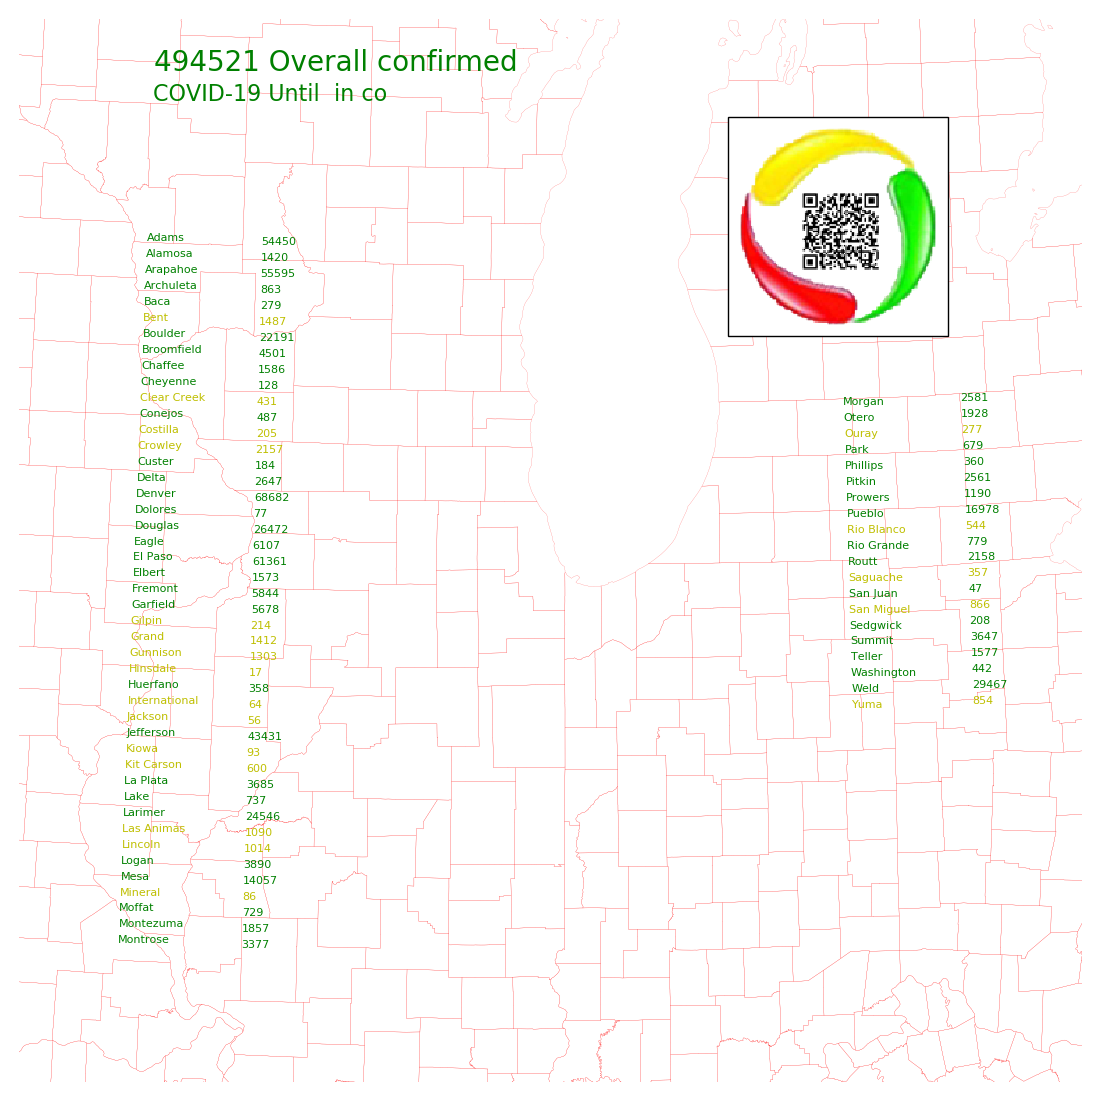 494521 Overall confirmed
COVID-19 Until  in co
Adams 54450
Alamosa 1420
Arapahoe 55595
Archuleta 863
Baca 279
Bent 1487
Boulder 22191
Broomfield 4501
Chaffee 1586
Cheyenne 128
Clear Creek 431
Conejos 487
Costilla 205
Crowley 2157
Custer 184
Delta 2647
Denver 68682
Dolores 77
Douglas 26472
Eagle 6107
El Paso 61361
Elbert 1573
Fremont 5844
Garfield 5678
Gilpin 214
Grand 1412
Gunnison 1303
Hinsdale 17
Huerfano 358
International 64
Jackson 56
Jefferson 43431
Kiowa 93
Kit Carson 600
La Plata 3685
Lake 737
Larimer 24546
Las Animas 1090
Lincoln 1014
Logan 3890
Mesa 14057
Mineral 86
Moffat 729
Montezuma 1857
Montrose 3377
Morgan 2581
Otero 1928
Ouray 277
Park 679
Phillips 360
Pitkin 2561
Prowers 1190
Pueblo 16978
Rio Blanco 544
Rio Grande 779
Routt 2158
Saguache 357
San Juan 47
San Miguel 866
Sedgwick 208
Summit 3647
Teller 1577
Washington 442
Weld 29467
Yuma 854